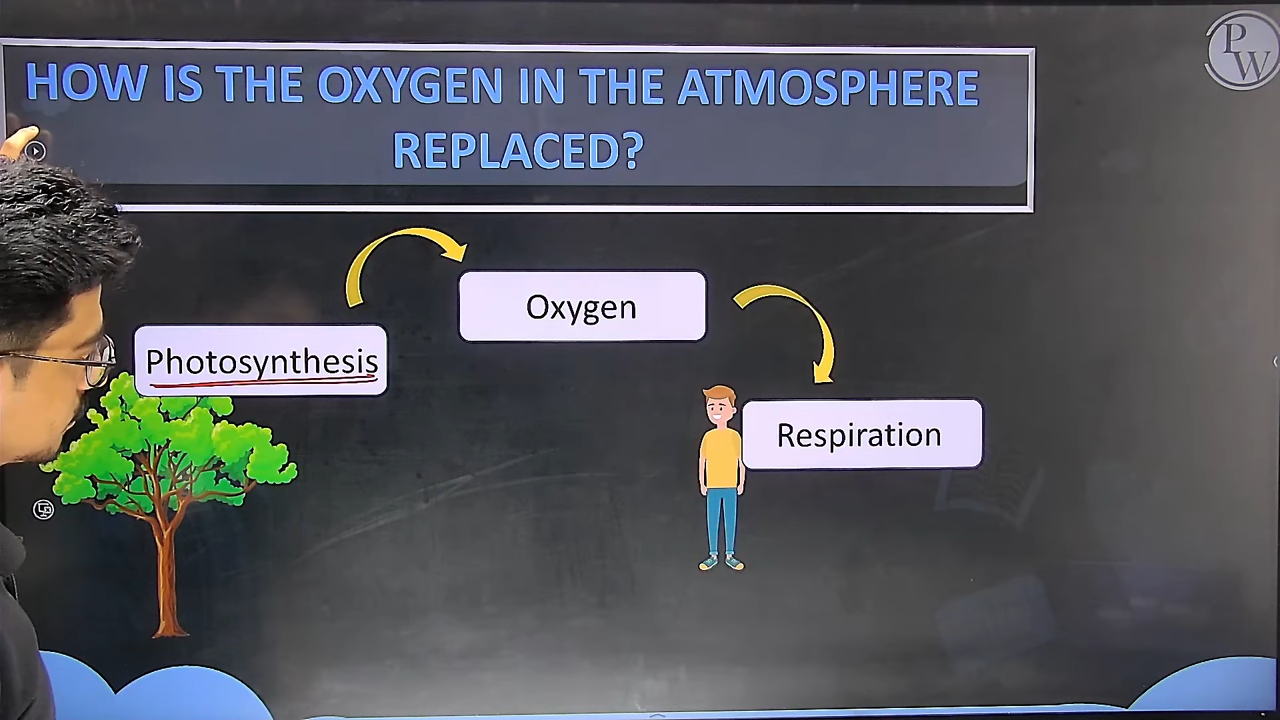 PW
HOW IS THE OXYGEN IN THE ATMOSPHERE
REPLACED?
Oxygen
Photosynthesis
Respiration